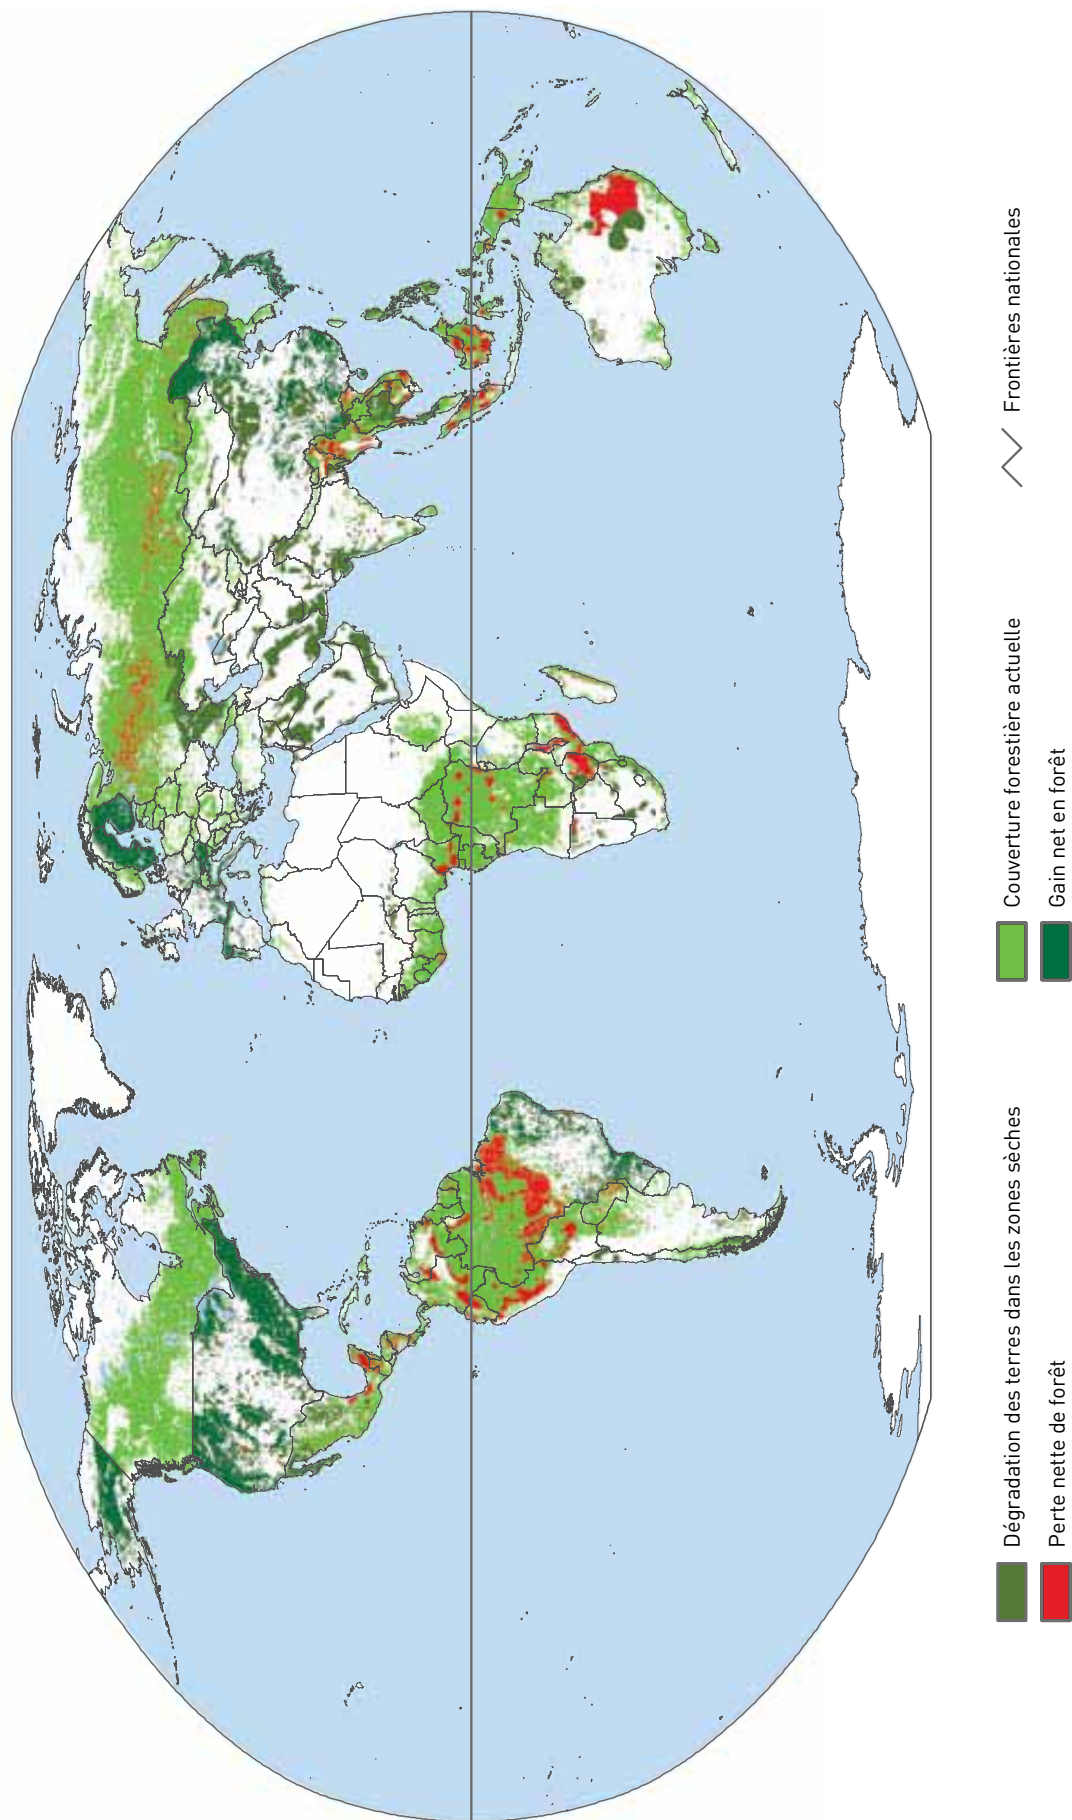 Dégradation des terres dans les zones sèches
Perte nette de forêt
Couverture forestière actuelle
Gain net en forêt
Frontières nationales